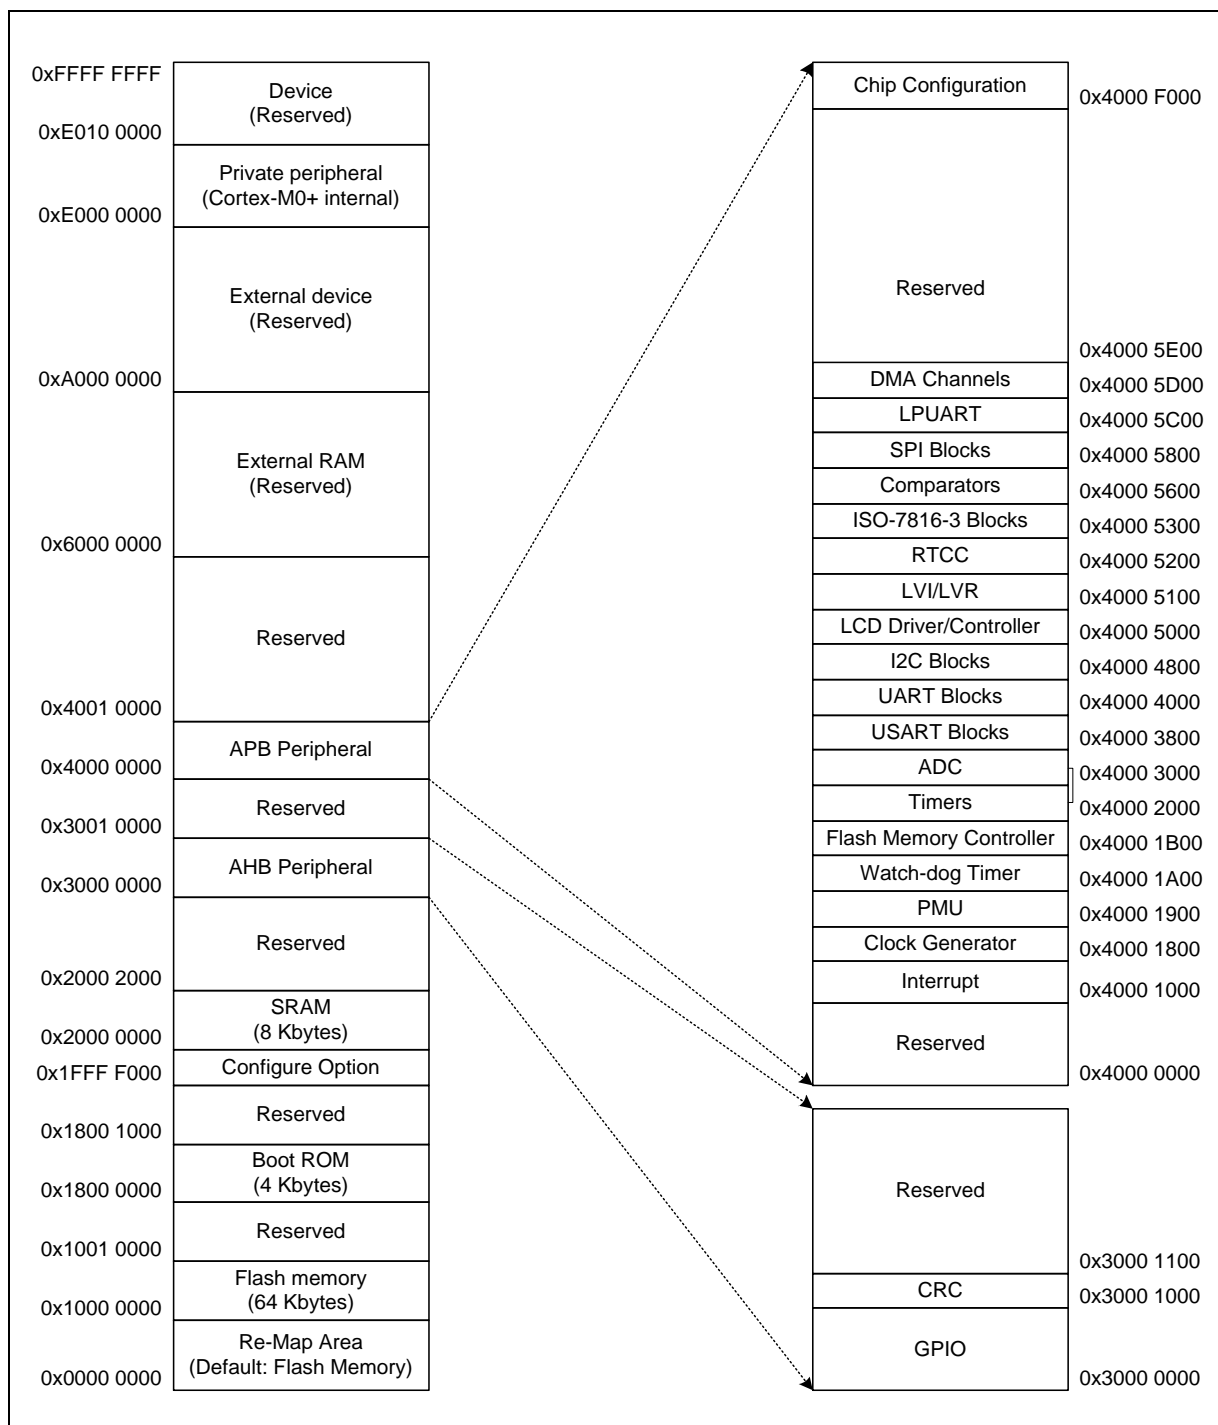 0xFFFF FFFF
Device
(Reserved)
0xE010 0000
Private peripheral
(Cortex-M0+ internal)
0xE000 0000
External device
(Reserved)
0xA000 0000
External RAM
(Reserved)
0x6000 0000
Reserved
0x4001 0000
APB Peripheral
0x4000 0000
Reserved
0x3001 0000
AHB Peripheral
0x3000 0000
Reserved
0x2000 2000
SRAM
(8 Kbytes)
0x2000 0000
Configure Option
0x1FFF F000
Reserved
0x1800 1000
Boot ROM
(4 Kbytes)
0x1800 0000
Reserved
0x1001 0000
Flash memory
(64 Kbytes)
0x1000 0000
Re-Map Area
(Default: Flash Memory)
0x0000 0000
Chip Configuration
0x4000 F000
Reserved
0x4000 5E00
DMA Channels
0x4000 5D00
LPUART
0x4000 5C00
SPI Blocks
0x4000 5800
Comparators
0x4000 5600
ISO-7816-3 Blocks
0x4000 5300
RTCC
0x4000 5200
LVI/LVR
0x4000 5100
LCD Driver/Controller
0x4000 5000
I2C Blocks
0x4000 4800
UART Blocks
0x4000 4000
USART Blocks
0x4000 3800
ADC
0x4000 3000
Timers
0x4000 2000
Flash Memory Controller
0x4000 1B00
Watch-dog Timer
0x4000 1A00
PMU
0x4000 1900
Clock Generator
0x4000 1800
Interrupt
0x4000 1000
Reserved
0x4000 0000
Reserved
0x3000 1100
CRC
0x3000 1000
GPIO
0x3000 0000